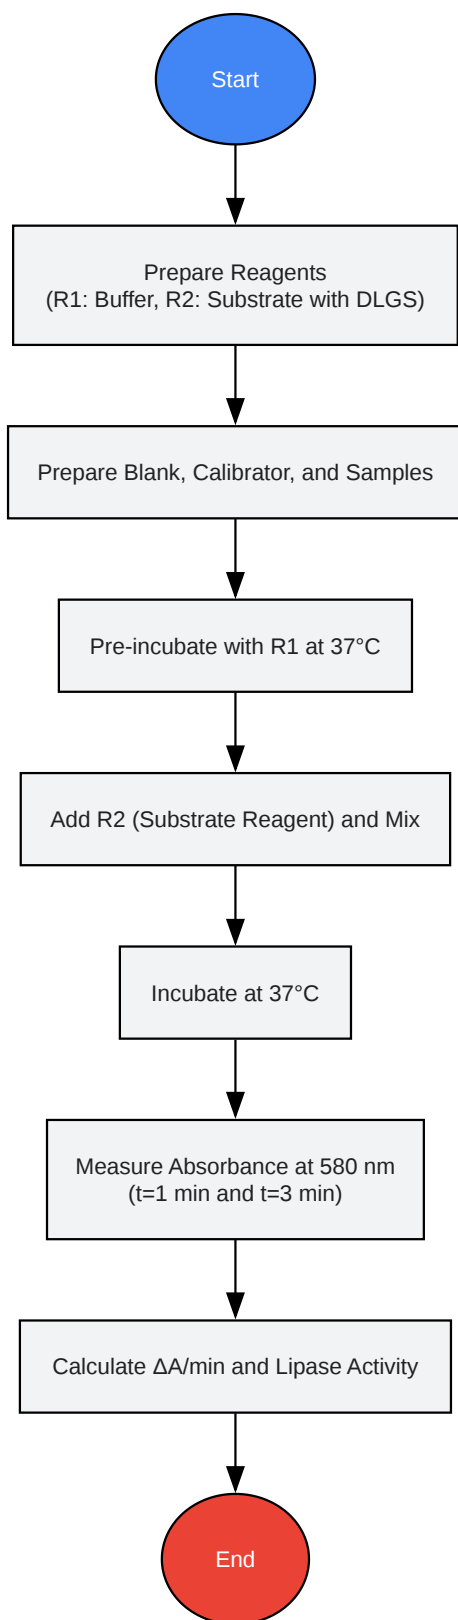 Start
Prepare Reagents
(R1: Buffer, R2: Substrate with DLGS)
Prepare Blank, Calibrator, and Samples
Pre-incubate with R1 at 37°C
Add R2 (Substrate Reagent) and Mix
Incubate at 37°C
Measure Absorbance at 580 nm
(t=1 min and t=3 min)
Calculate ΔA/min and Lipase Activity
End